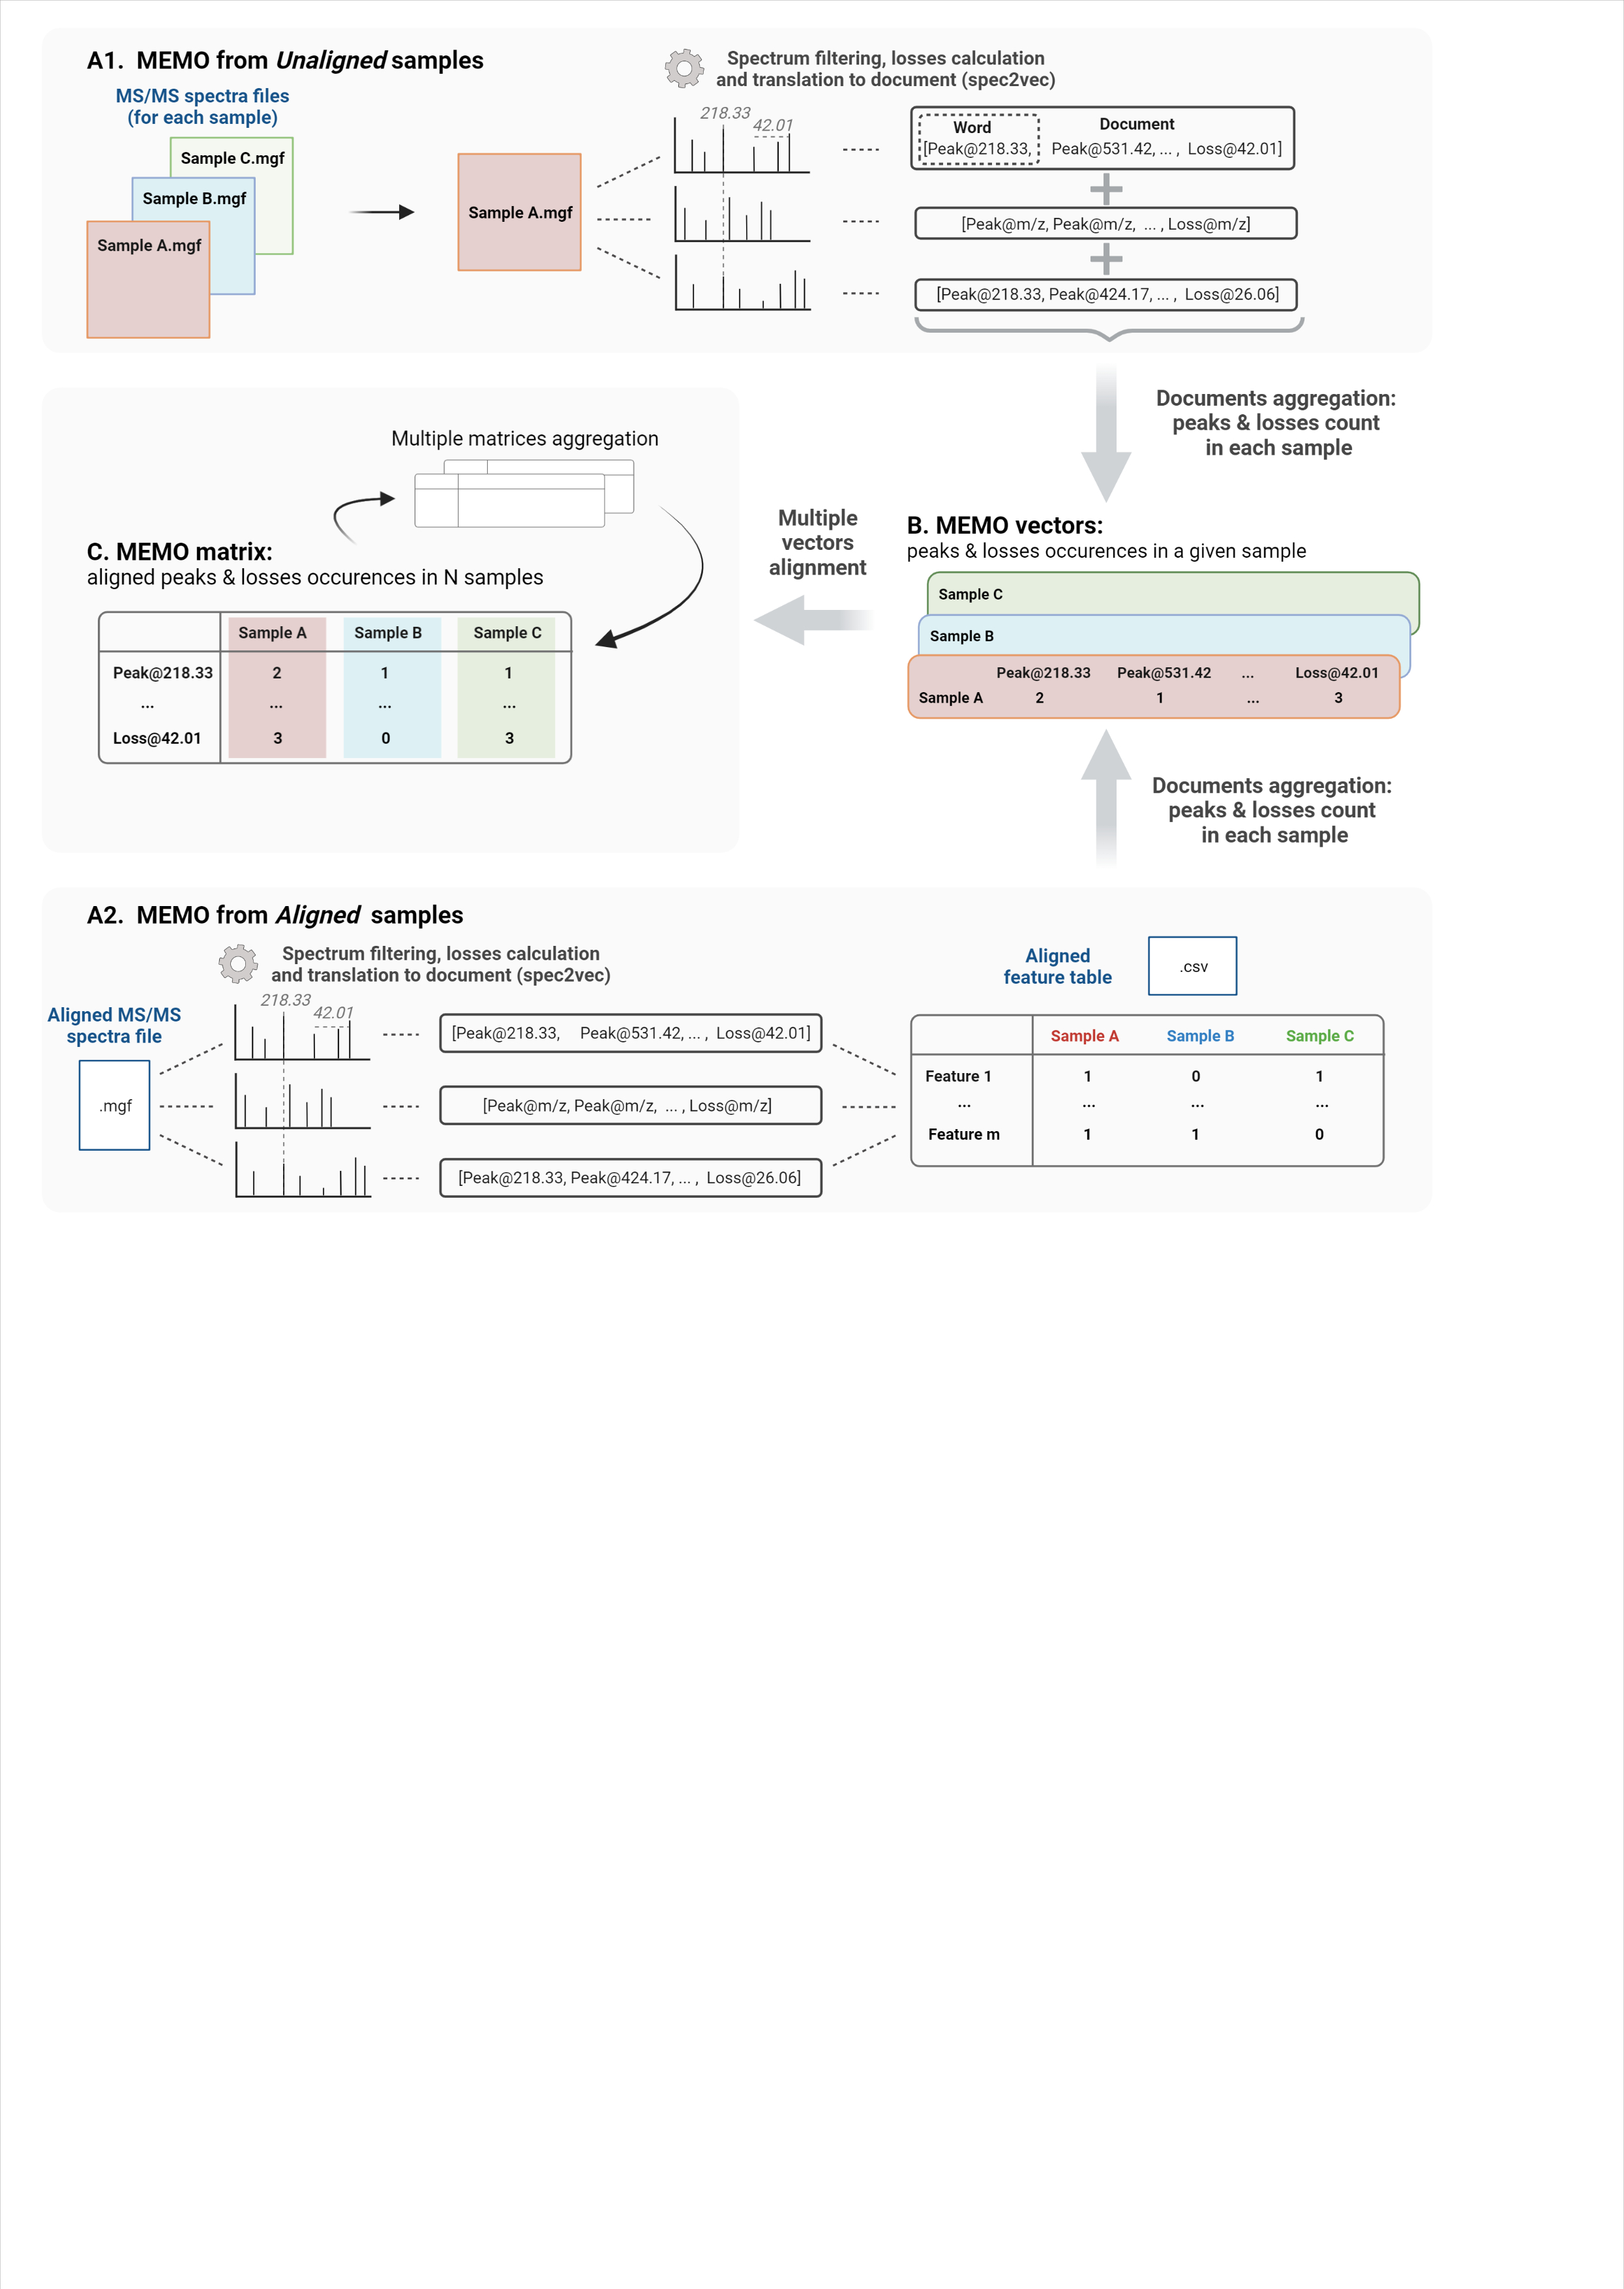 A1.  MEMO from Unaligned samples
MS/MS spectra files
(for each sample)
Sample C.mgf
Sample B.mgf
Sample A.mgf
Sample A.mgf
Spectrum filtering, losses calculation
and translation to document (spec2vec)
218.33
42.01
Word
Document
[Peak@218.33, Peak@531.42, ... , Loss@42.01]
[Peak@m/z, Peak@m/z, ... , Loss@m/z]
[Peak@218.33, Peak@424.17, ... , Loss@26.06]
Documents aggregation:
peaks & losses count
in each sample
Multiple matrices aggregation
C. MEMO matrix:
aligned peaks & losses occurences in N samples
Sample A Sample B Sample C
Peak@218.33 2 1 1
... ... ... ...
Loss@42.01 3 0 3
Multiple
vectors
alignment
B. MEMO vectors:
peaks & losses occurences in a given sample
Sample C
Sample B
Peak@218.33 Peak@531.42 ... Loss@42.01
Sample A 2 1 ... 3
Documents aggregation:
peaks & losses count
in each sample
A2.  MEMO from Aligned samples
Spectrum filtering, losses calculation
and translation to document (spec2vec)
Aligned MS/MS
spectra file
.mgf
218.33
42.01
[Peak@218.33, Peak@531.42, ... , Loss@42.01]
[Peak@m/z, Peak@m/z, ... , Loss@m/z]
[Peak@218.33, Peak@424.17, ... , Loss@26.06]
Aligned
feature table
.csv
Sample A Sample B Sample C
Feature 1 1 0 1
... ... ... ...
Feature m 1 1 0